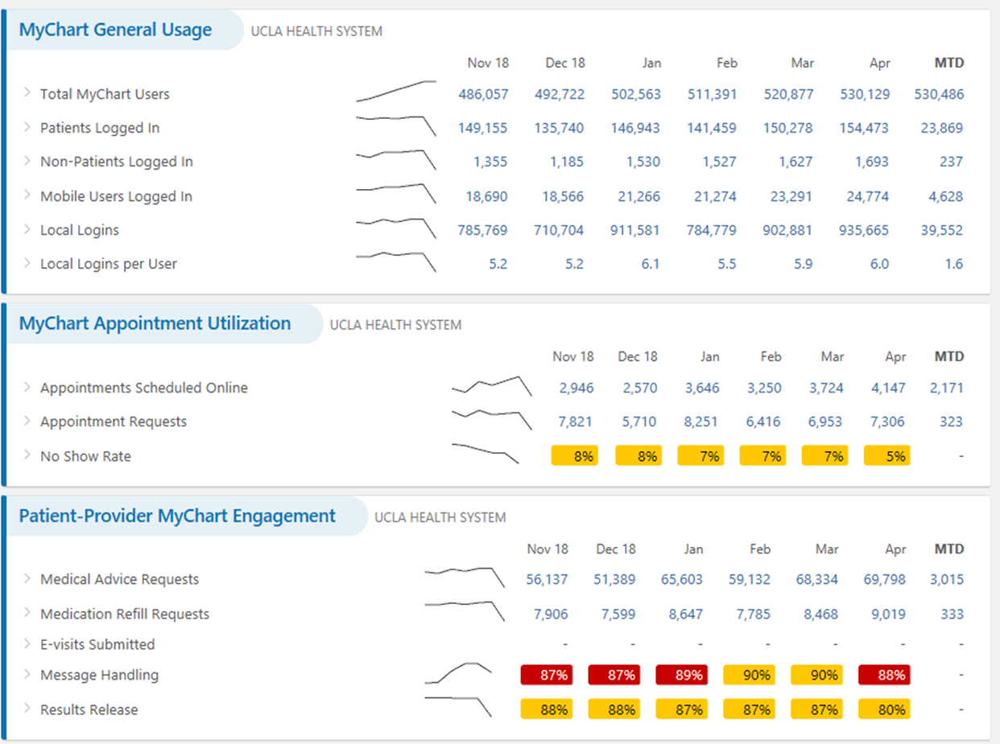 MyChart General Usage UCLA HEALTH SYSTEM
Nov 18 Dec 18 Jan Feb Mar Apr MTD
Total MyChart Users 486,057 492,722 502,563 511,391 520,877 530,129 530,486
Patients Logged In 149,155 135,740 146,943 141,459 150,278 154,473 23,869
Non-Patients Logged In 1,355 1,185 1,530 1,527 1,627 1,693 237
Mobile Users Logged In 18,690 18,566 21,266 21,274 23,291 24,774 4,628
Local Logins 785,769 710,704 911,581 784,779 902,881 935,665 39,552
Local Logins per User 5.2 5.2 6.1 5.5 5.9 6.0 1.6
MyChart Appointment Utilization UCLA HEALTH SYSTEM
Nov 18 Dec 18 Jan Feb Mar Apr MTD
Appointments Scheduled Online 2,946 2,570 3,646 3,250 3,724 4,147 2,171
Appointment Requests 7,821 5,710 8,251 6,416 6,953 7,306 323
No Show Rate 8% 8% 7% 7% 7% 5% -
Patient-Provider MyChart Engagement UCLA HEALTH SYSTEM
Nov 18 Dec 18 Jan Feb Mar Apr MTD
Medical Advice Requests 56,137 51,389 65,603 59,132 68,334 69,798 3,015
Medication Refill Requests 7,906 7,599 8,647 7,785 8,468 9,019 333
E-visits Submitted - - - - - - -
Message Handling 87% 87% 89% 90% 90% 88% -
Results Release 88% 88% 87% 87% 87% 80% -